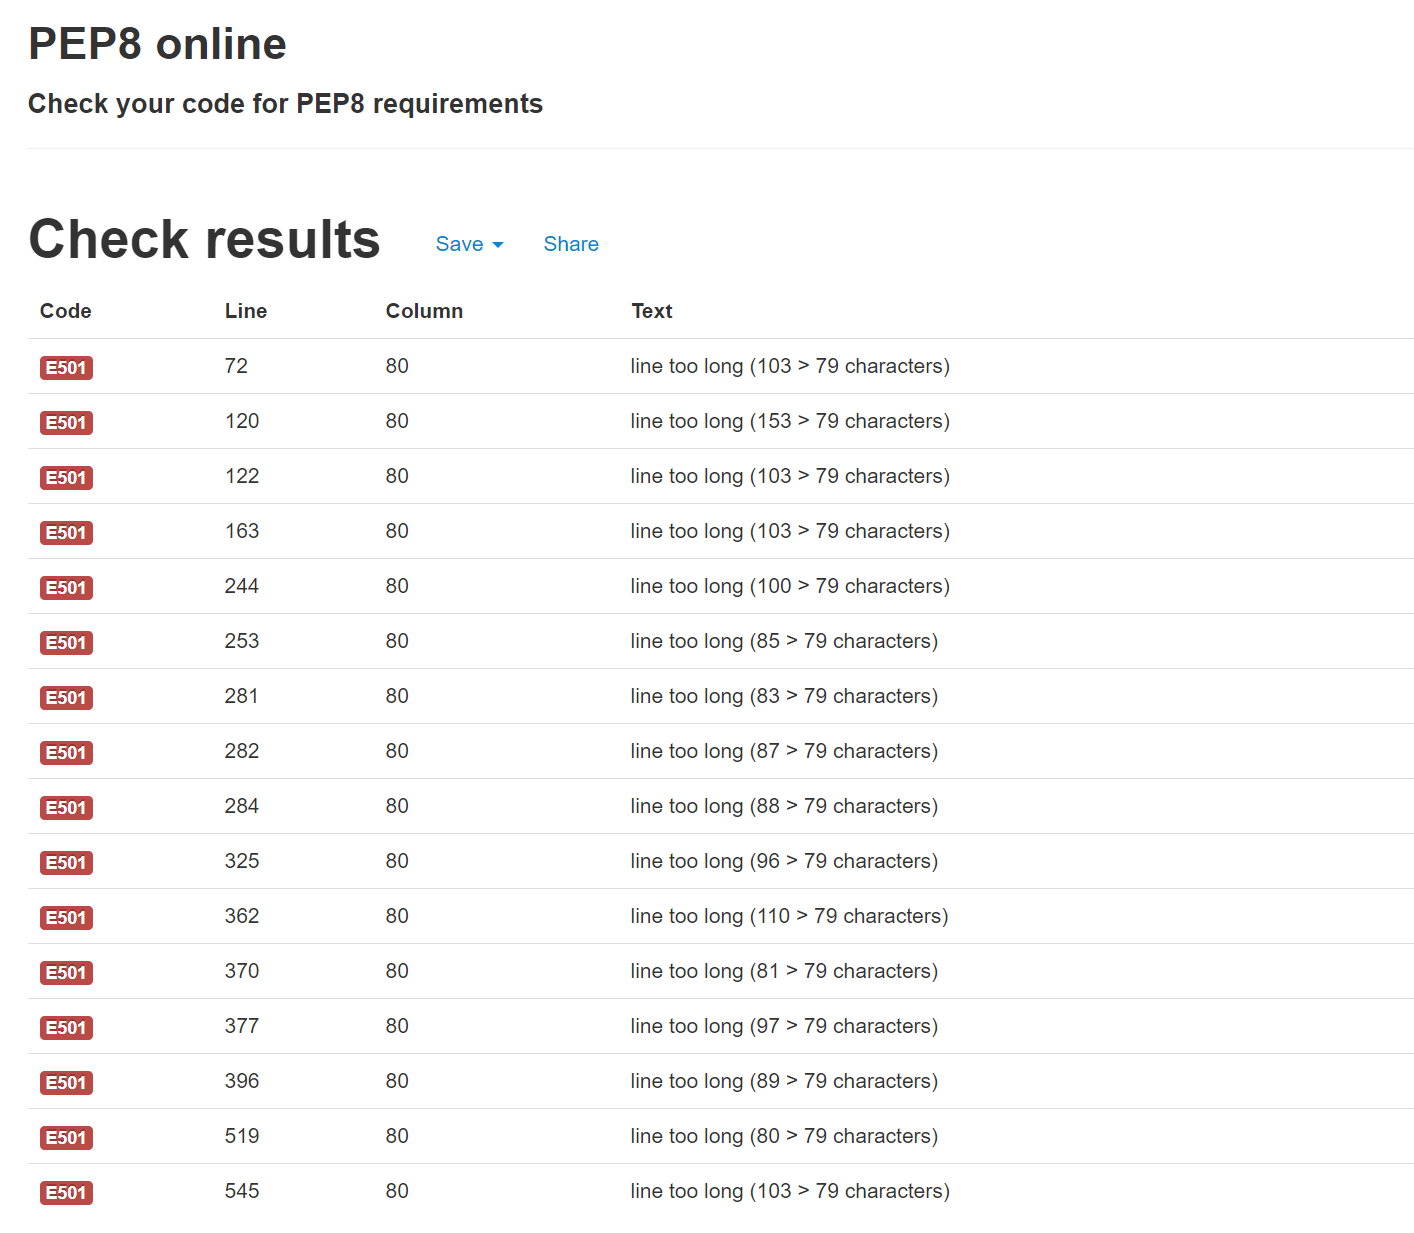 PEP8 online
Check your code for PEP8 requirements
Check results Save Share
Code Line Column Text
E501 72 80 line too long (103 > 79 characters)
E501 120 80 line too long (153 > 79 characters)
E501 122 80 line too long (103 > 79 characters)
E501 163 80 line too long (103 > 79 characters)
E501 244 80 line too long (100 > 79 characters)
E501 253 80 line too long (85 > 79 characters)
E501 281 80 line too long (83 > 79 characters)
E501 282 80 line too long (87 > 79 characters)
E501 284 80 line too long (88 > 79 characters)
E501 325 80 line too long (96 > 79 characters)
E501 362 80 line too long (110 > 79 characters)
E501 370 80 line too long (81 > 79 characters)
E501 377 80 line too long (97 > 79 characters)
E501 396 80 line too long (89 > 79 characters)
E501 519 80 line too long (80 > 79 characters)
E501 545 80 line too long (103 > 79 characters)